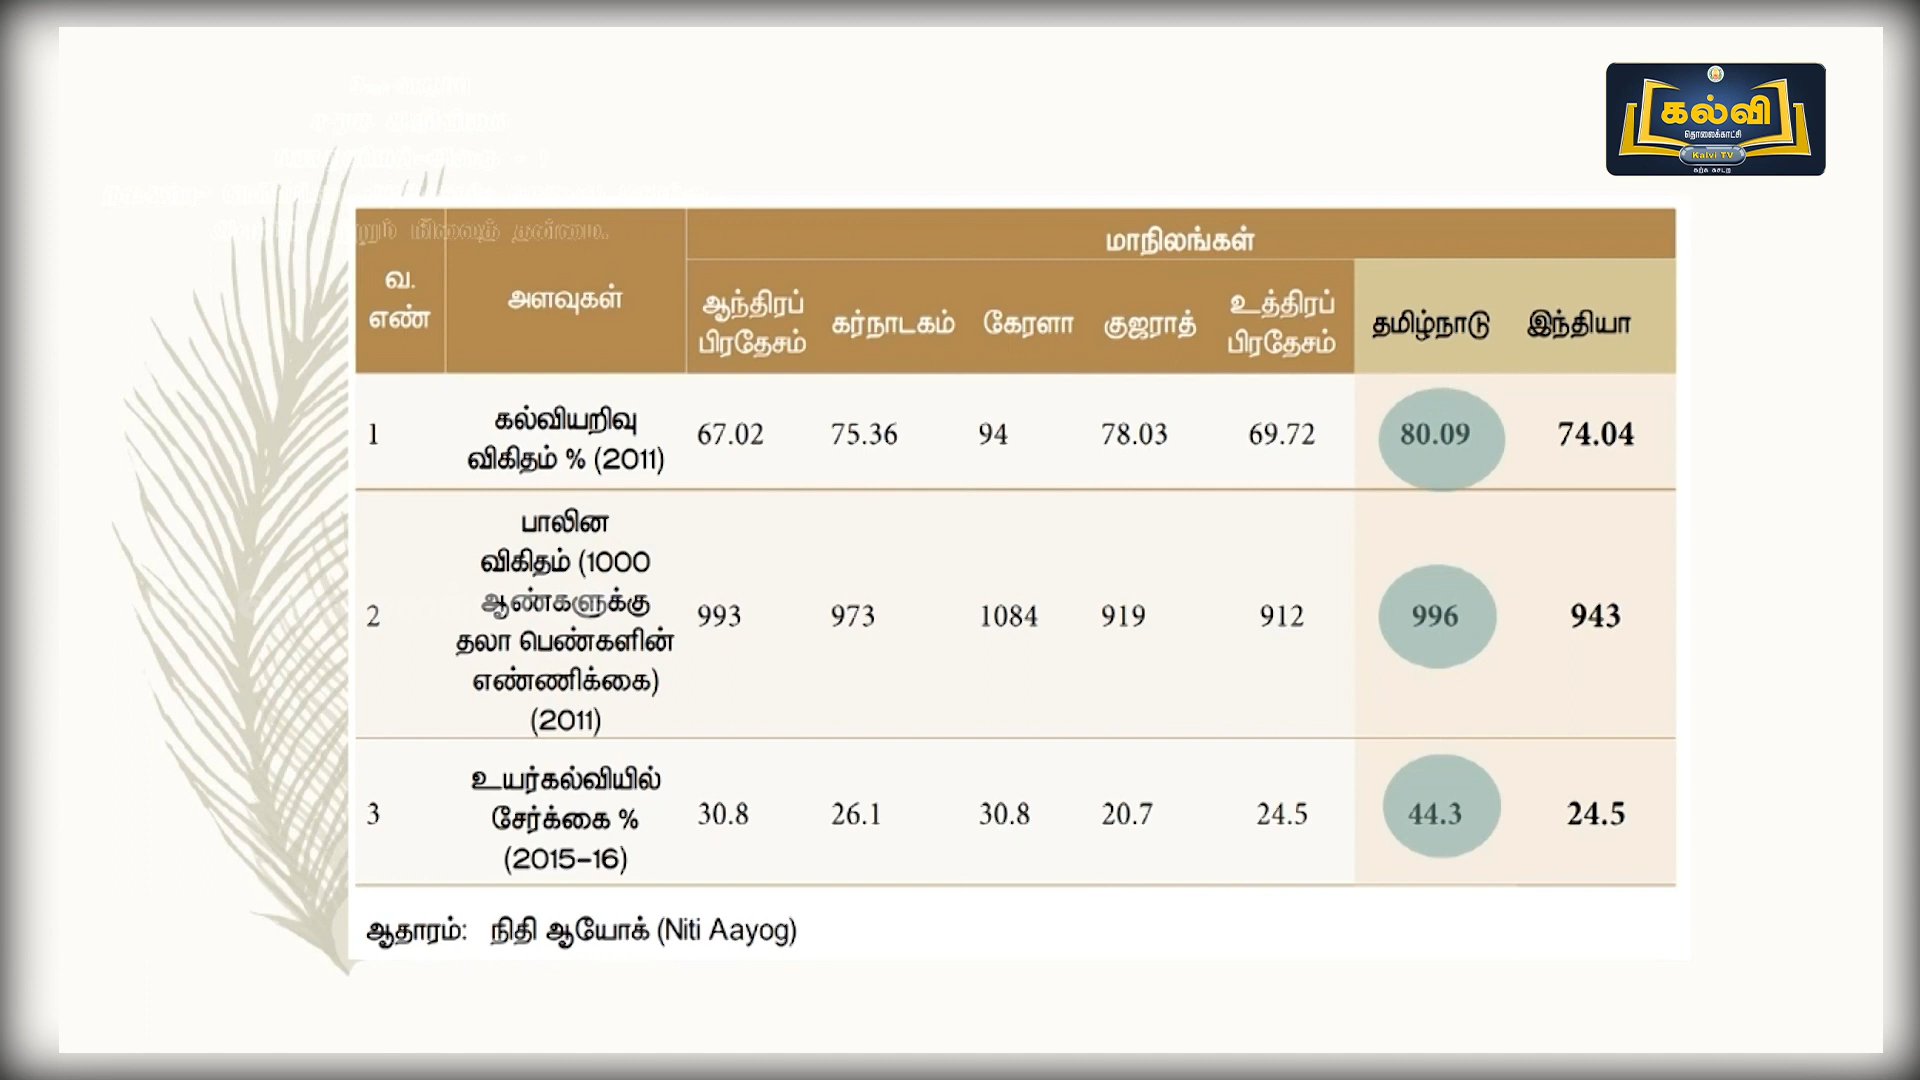 கல்வி
தொலைக்காட்சி
Kalvi TV
கற்க கசடற
மாநிலங்கள்
வ.
எண்
அளவுகள்
ஆந்திரப்
பிரதேசம்
கர்நாடகம்
கேரளா
குஜராத்
உத்திரப்
பிரதேசம்
தமிழ்நாடு
இந்தியா
1
கல்வியறிவு
விகிதம் % (2011)
67.02 75.36 94 78.03 69.72 80.09 74.04
2
பாலின
விகிதம் (1000
ஆண்களுக்கு
தலா பெண்களின்
எண்ணிக்கை)
(2011)
993 973 1084 919 912 996 943
3
உயர்கல்வியில்
சேர்க்கை %
(2015-16)
30.8 26.1 30.8 20.7 24.5 44.3 24.5
ஆதாரம்: நிதி ஆயோக் (Niti Aayog)